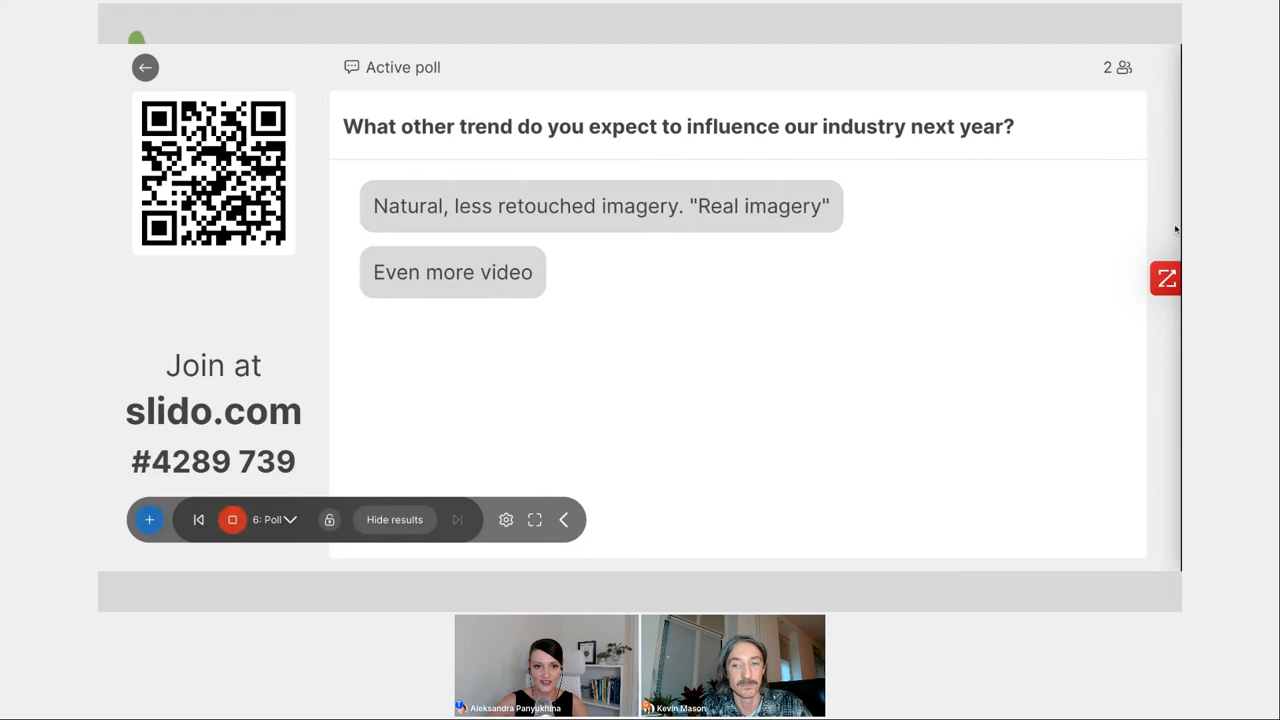 Active poll
2
What other trend do you expect to influence our industry next year?
Natural, less retouched imagery. "Real imagery"
Even more video
Join at
slido.com
#4289 739
6: Poll
Hide results
Aleksandra Panyukhina
Kevin Mason